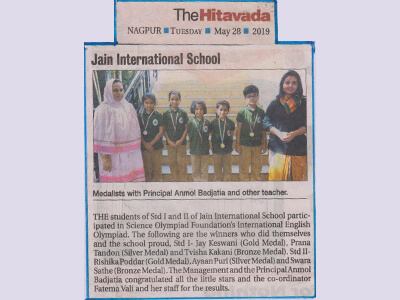 The Hitavada
NAGPUR ■ TUESDAY ■ May 28 ■ 2019
Jain International School
Medalists with Principal Anmol Badjatia and other teacher.
THE students of Std I and II of Jain International School partic-
ipated in Science Olympiad Foundation's International English
Olympiad. The following are the winners who did themselves
and the school proud, Std I- Jay Keswani (Gold Medal), Prana
Tandon (Silver Medal) and Tvisha Kakani (Bronze Medal). Std II -
Rishika Poddar (Gold Medal), Aynan Puri (Silver Medal) and Swara
Sathe (Bronze Medal). The Management and the Principal Anmol
Badjatia congratulated all the little stars and the co-ordinator
Fatema Vali and her staff for the results.